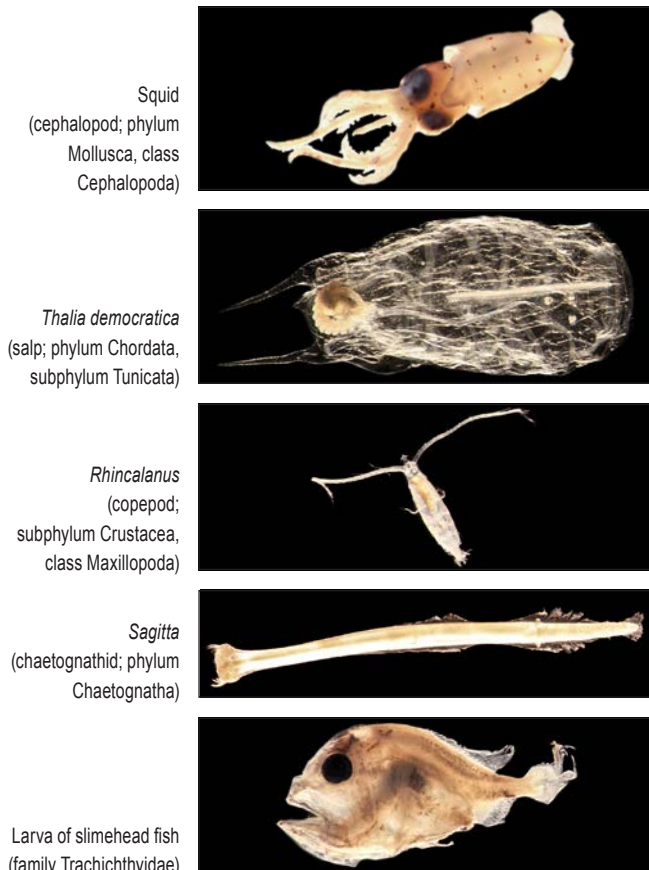 Squid
(cephalopod; phylum
Mollusca, class
Cephalopoda)
Thalia democratica
(salp; phylum Chordata,
subphylum Tunicata)
Rhincalanus
(copepod;
subphylum Crustacea,
class Maxillopoda)
Sagitta
(chaetognathid; phylum
Chaetognatha)
Larva of slimehead fish
(family Trachichthyidae)